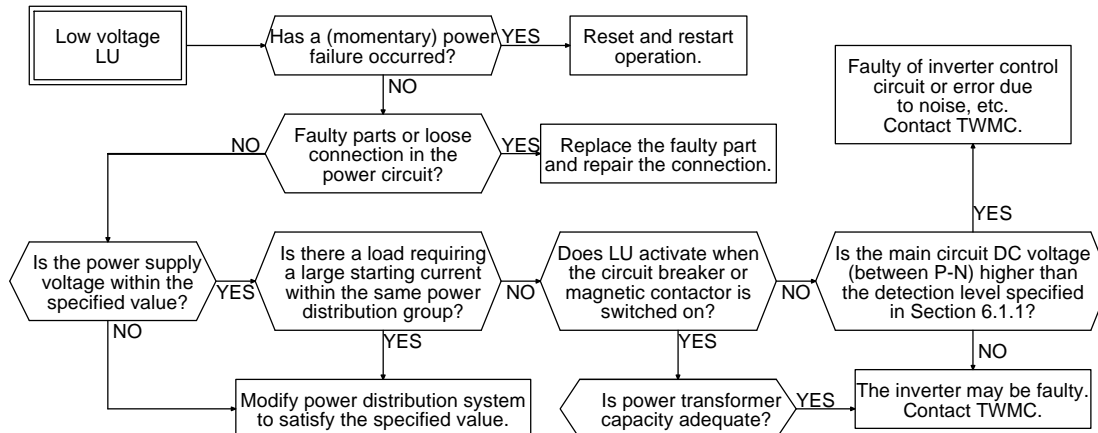 Low voltage
LU
Has a (momentary) power
failure occurred?
YES
Reset and restart
operation.
NO
Faulty parts or loose
connection in the
power circuit?
YES
Replace the faulty part
and repair the connection.
NO
Is the power supply
voltage within the
specified value?
YES
NO
Is there a load requiring
a large starting current
within the same power
distribution group?
NO
YES
Modify power distribution system
to satisfy the specified value.
Does LU activate when
the circuit breaker or
magnetic contactor is
switched on?
NO
YES
Is power transformer
capacity adequate?
YES
Is the main circuit DC voltage
(between P-N) higher than
the detection level specified
in Section 6.1.1?
YES
Faulty of inverter control
circuit or error due
to noise, etc.
Contact TWMC.
NO
The inverter may be faulty.
Contact TWMC.